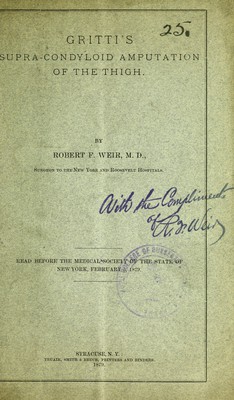 25.
GRITTI'S
SUPRA-CONDYLOID AMPUTATION
OF THE THIGH.
BY
ROBERT F. WEIR, M. D.,
SURGEON TO THE NEW YORK AND ROOSEVELT HOSPITALS.
With the Compliments
of R. F. Weir
READ BEFORE THE MEDICAL SOCIETY OF THE STATE OF
NEW YORK, FEBRUARY, 1879.
SYRACUSE, N. Y.:
TRUAIR, SMITH & BRUCE, PRINTERS AND BINDERS.
1879.